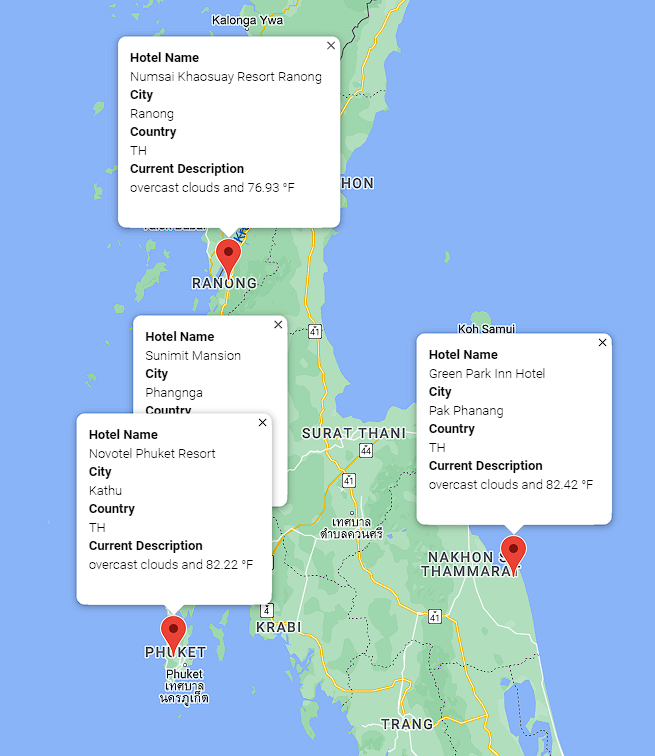 Kalonga Ywa
Hotel Name
Numsai Khaosuay Resort Ranong
City
Ranong
Country
TH
Current Description
overcast clouds and 76.93 °F
HON
RANONG
41
Hotel Name
Sunimit Mansion
City
Phangnga
Country
Koh Samui
Hotel Name
Green Park Inn Hotel
City
Pak Phanang
Country
TH
Current Description
overcast clouds and 82.42 °F
Hotel Name
Novotel Phuket Resort
City
Kathu
Country
TH
Current Description
overcast clouds and 82.22 °F
SURAT THANI
44
41
เทศบาล
ตำบลควนศรี
NAKHON S
THAMMARAT
4
KRABI
41
PHUKET
Phuket
เทศบาล
นครภูเก็ต
TRANG